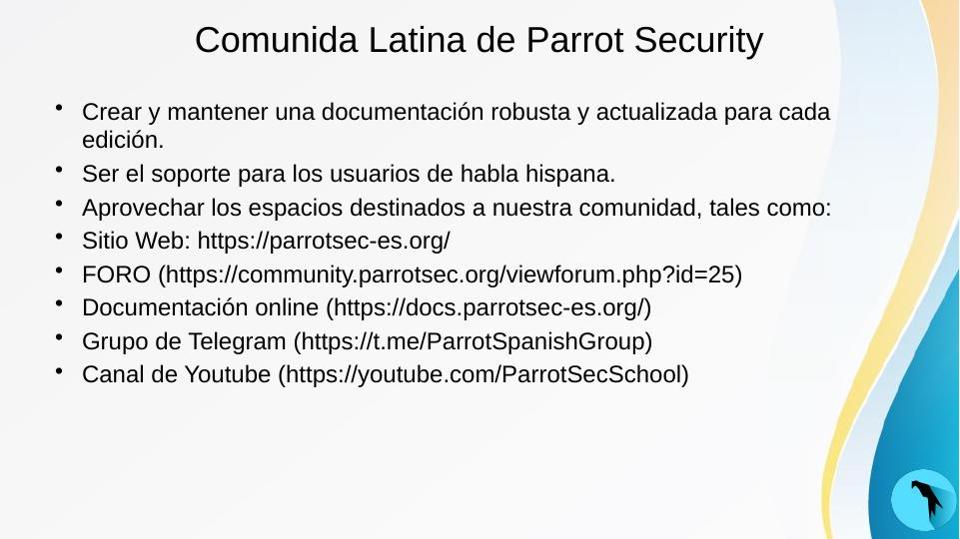 Comunida Latina de Parrot Security
• Crear y mantener una documentación robusta y actualizada para cada
edición.
• Ser el soporte para los usuarios de habla hispana.
• Aprovechar los espacios destinados a nuestra comunidad, tales como:
• Sitio Web: https://parrotsec-es.org/
• FORO (https://community.parrotsec.org/viewforum.php?id=25)
• Documentación online (https://docs.parrotsec-es.org/)
• Grupo de Telegram (https://t.me/ParrotSpanishGroup)
• Canal de Youtube (https://youtube.com/ParrotSecSchool)